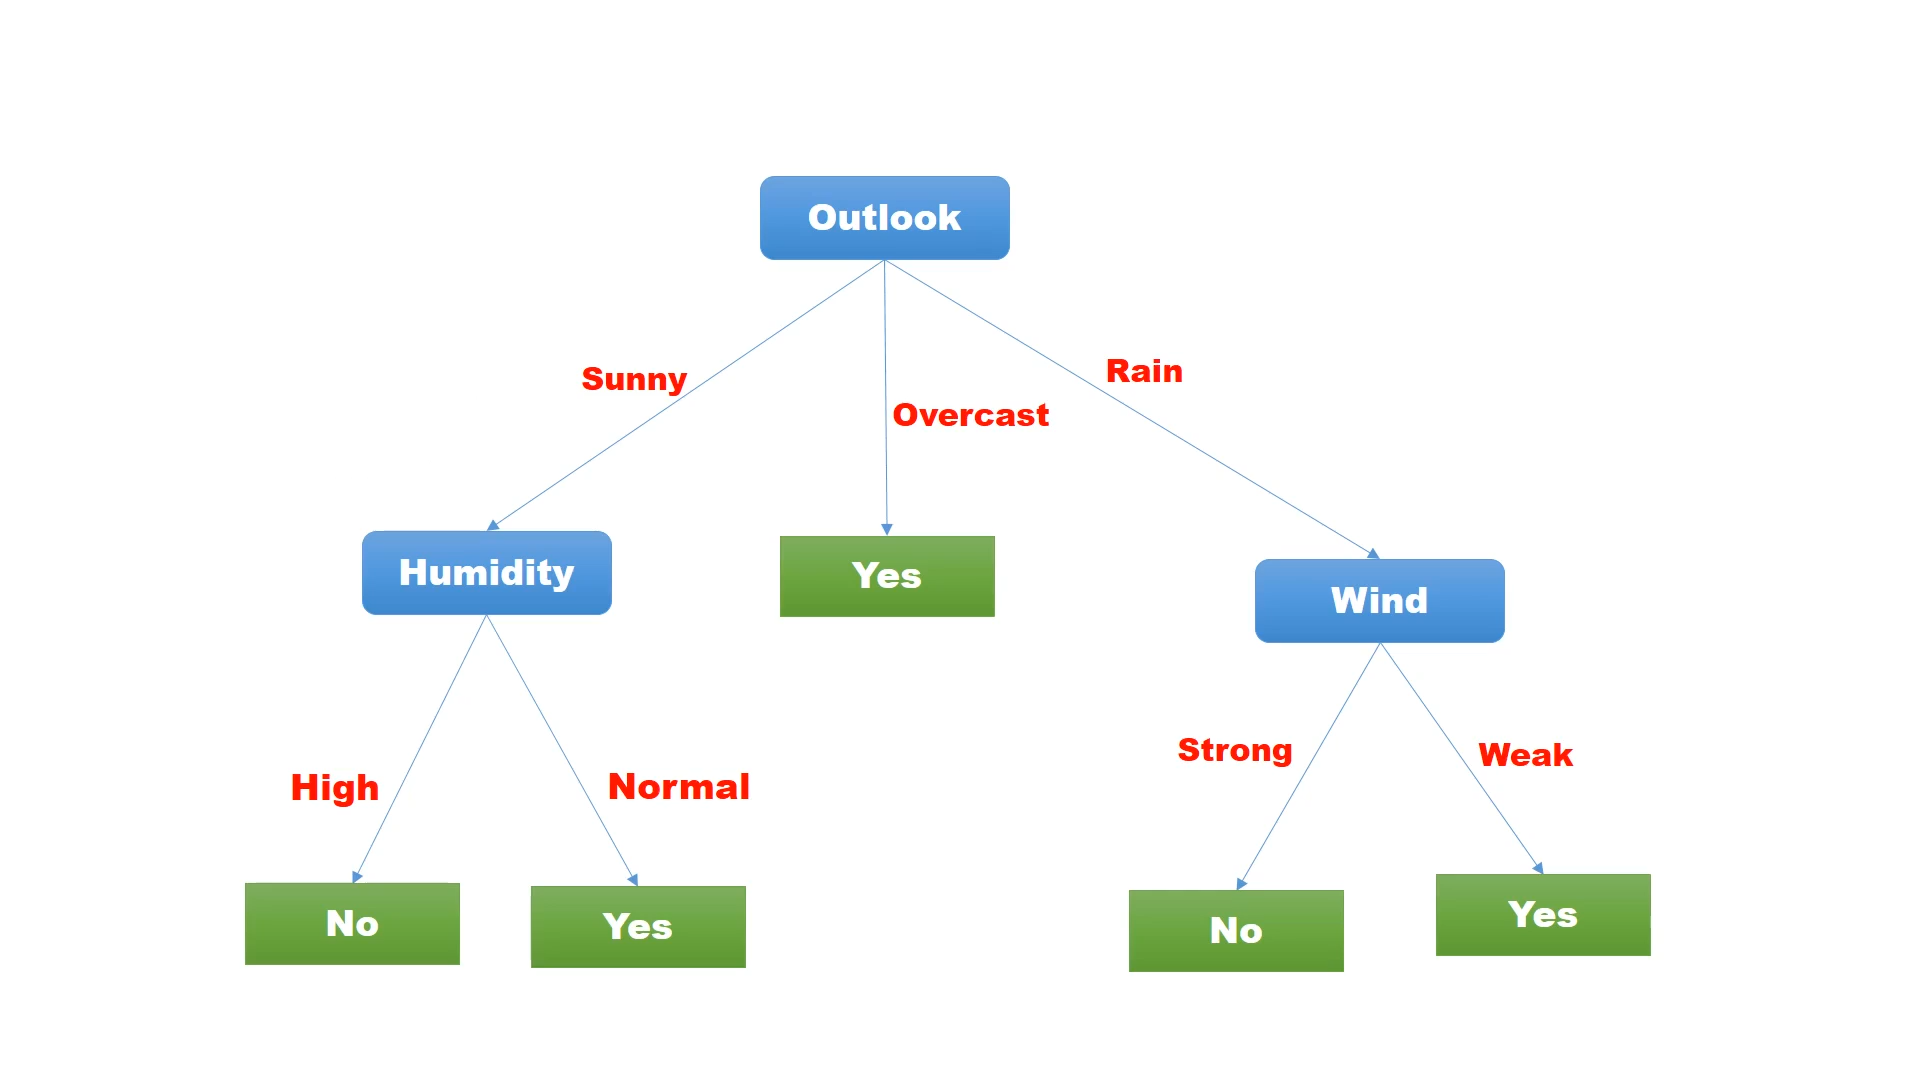 Outlook
Sunny
Overcast
Rain
Humidity
Yes
Wind
High
Normal
Strong
Weak
No
Yes
No
Yes